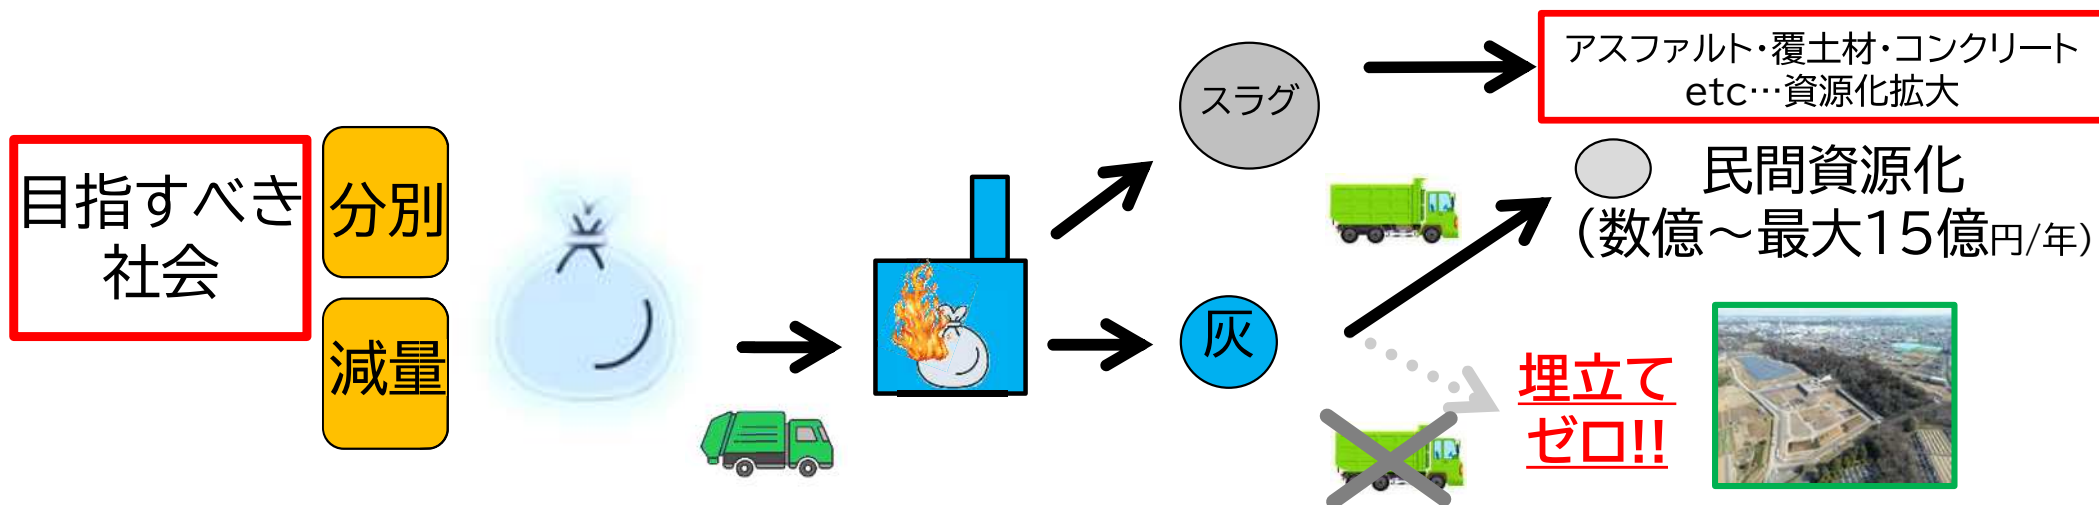 目指すべき
社会
分別
減量
スラグ
灰
アスファルト・覆土材・コンクリート
etc…資源化拡大
民間資源化
(数億～最大15億円/年)
埋立て
ゼロ!!